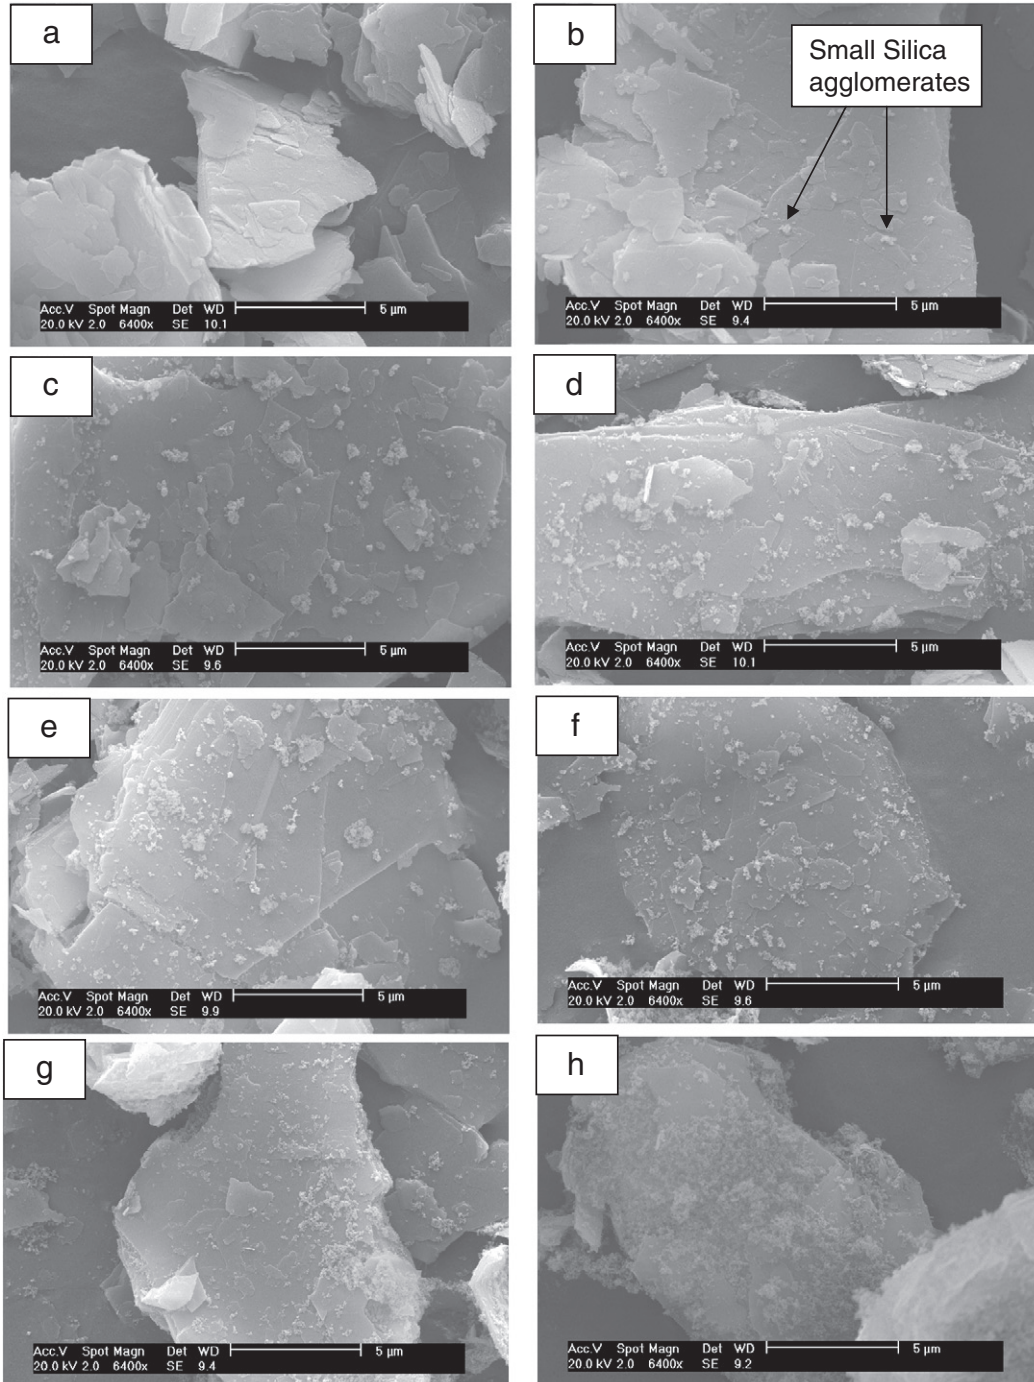 a
Acc.V Spot Magn Det WD 5 µm
20.0 kV 2.0 6400x SE 10.1
b
Small Silica
agglomerates
Acc.V Spot Magn Det WD 5 µm
20.0 kV 2.0 6400x SE 9.4
c
Acc.V Spot Magn Det WD 5 µm
20.0 kV 2.0 6400x SE 9.6
d
Acc.V Spot Magn Det WD 5 µm
20.0 kV 2.0 6400x SE 10.1
e
Acc.V Spot Magn Det WD 5 µm
20.0 kV 2.0 6400x SE 9.9
f
Acc.V Spot Magn Det WD 5 µm
20.0 kV 2.0 6400x SE 9.6
g
Acc.V Spot Magn Det WD 5 µm
20.0 kV 2.0 6400x SE 9.4
h
Acc.V Spot Magn Det WD 5 µm
20.0 kV 2.0 6400x SE 9.2